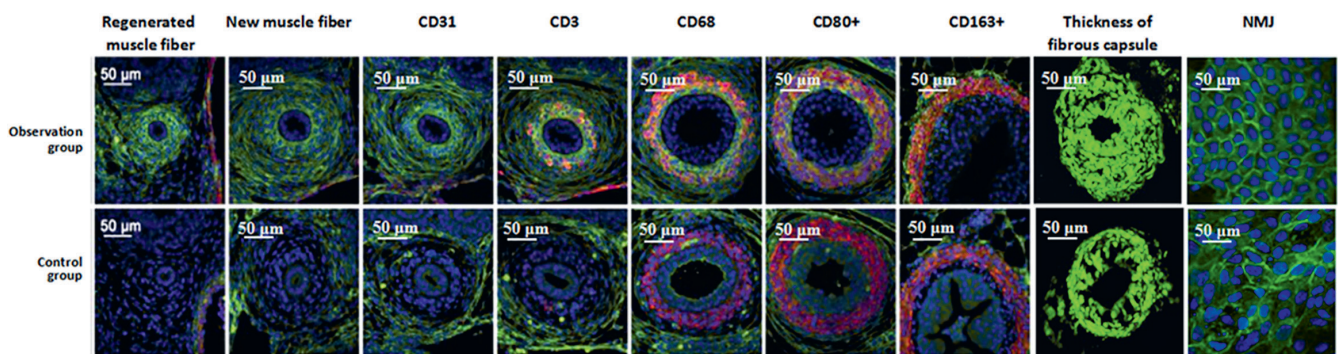 Regenerated
muscle fiber
New muscle fiber
CD31
CD3
CD68
CD80+
CD163+
Thickness of
fibrous capsule
NMJ
Observation
group
50 µm
50 µm
50 µm
50 µm
50 µm
50 µm
50 µm
50 µm
50 µm
Control
group
50 µm
50 µm
50 µm
50 µm
50 µm
50 µm
50 µm
50 µm
50 µm